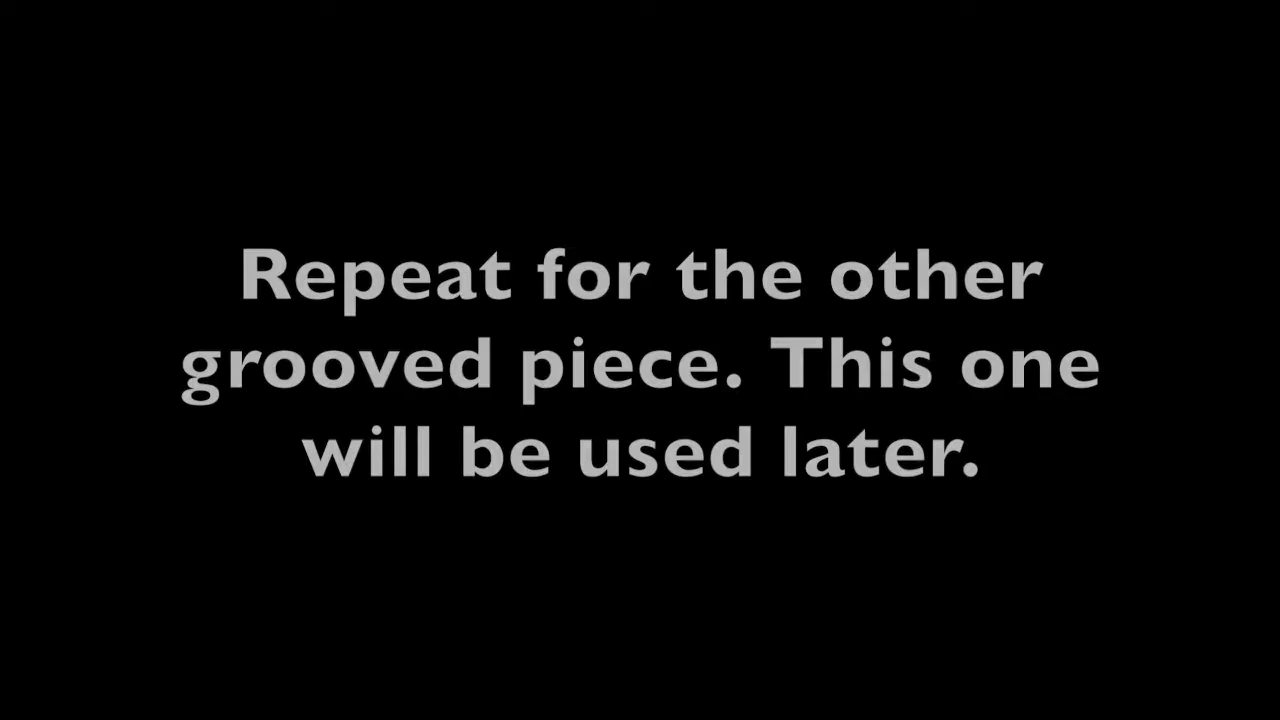 Repeat for the other
grooved piece. This one
will be used later.